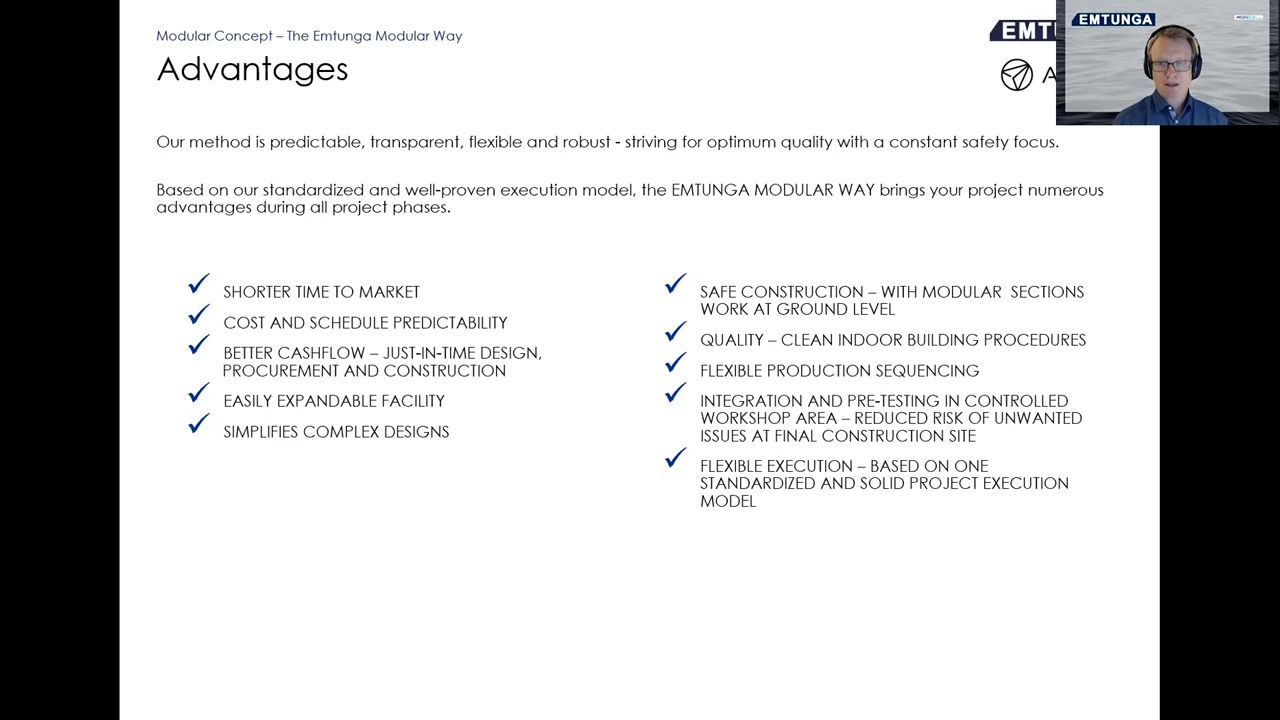 Modular Concept – The Emtunga Modular Way
Advantages
EMTUNGA
Our method is predictable, transparent, flexible and robust - striving for optimum quality with a constant safety focus.
Based on our standardized and well-proven execution model, the EMTUNGA MODULAR WAY brings your project numerous
advantages during all project phases.
SHORTER TIME TO MARKET
COST AND SCHEDULE PREDICTABILITY
BETTER CASHFLOW – JUST-IN-TIME DESIGN,
PROCUREMENT AND CONSTRUCTION
EASILY EXPANDABLE FACILITY
SIMPLIFIES COMPLEX DESIGNS
SAFE CONSTRUCTION – WITH MODULAR SECTIONS
WORK AT GROUND LEVEL
QUALITY – CLEAN INDOOR BUILDING PROCEDURES
FLEXIBLE PRODUCTION SEQUENCING
INTEGRATION AND PRE-TESTING IN CONTROLLED
WORKSHOP AREA – REDUCED RISK OF UNWANTED
ISSUES AT FINAL CONSTRUCTION SITE
FLEXIBLE EXECUTION – BASED ON ONE
STANDARDIZED AND SOLID PROJECT EXECUTION
MODEL